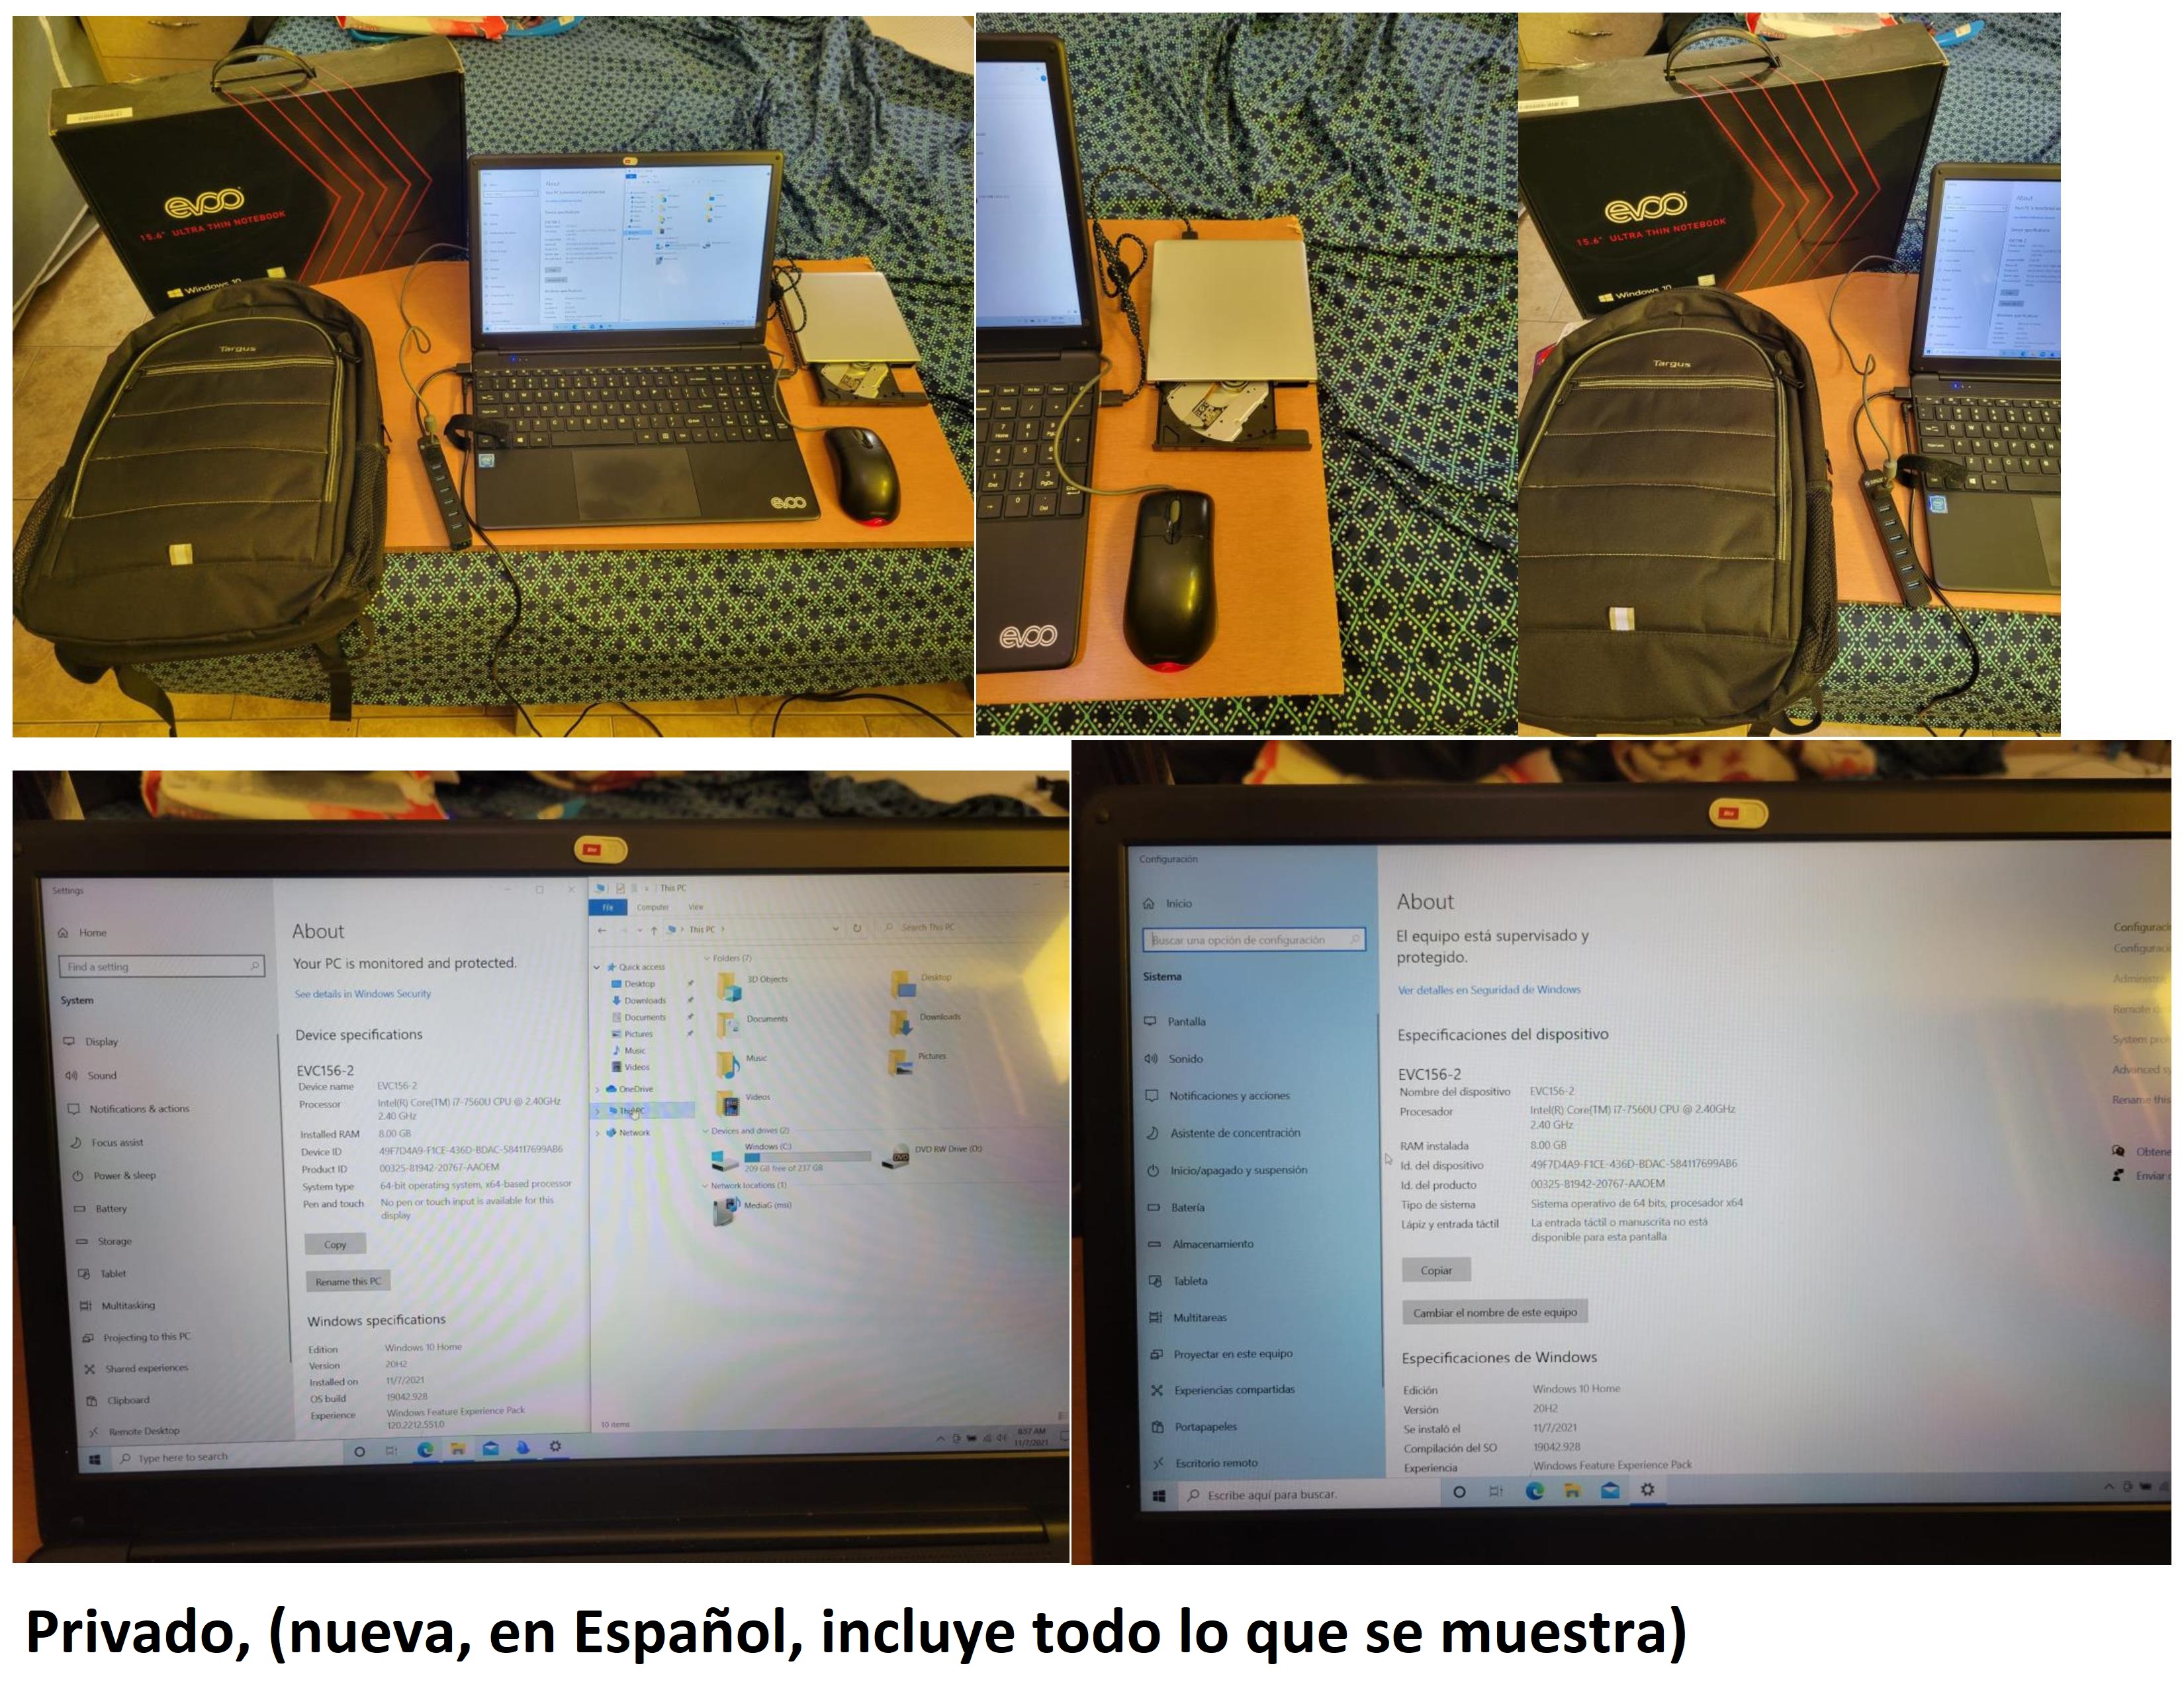 evoo
15.6" ULTRA THIN NOTEBOOK
Windows 10
Targus
evoo
evoo
evoo
15.6" ULTRA THIN NOTEBOOK
Windows 10
Targus
Settings
Home
Find a setting
System
Display
Sound
Notifications & actions
Focus assist
Power & sleep
Battery
Storage
Tablet
Multitasking
Projecting to this PC
Shared experiences
Clipboard
Remote Desktop
About
Your PC is monitored and protected.
See details in Windows Security
Device specifications
EVC156-2
Device name EVC156-2
Processor Intel(R) Core(TM) i7-7560U CPU @ 2.40GHz
2.40 GHz
Installed RAM 8.00 GB
Device ID 49F7D4A9-F1CE-436D-BDAC-584117699AB6
Product ID 00325-81942-20767-AAOEM
System type 64-bit operating system, x64-based processor
Pen and touch No pen or touch input is available for this
display
Copy
Rename this PC
Windows specifications
Edition Windows 10 Home
Version 20H2
Installed on 11/7/2021
OS build 19042.928
Experience Windows Feature Experience Pack
120.2212.551.0
This PC
File Computer View
This PC
Search This PC
Quick access
Desktop
Downloads
Documents
Pictures
Music
Videos
OneDrive
This PC
Network
Folders (7)
3D Objects
Desktop
Documents
Downloads
Music
Pictures
Videos
Devices and drives (2)
Windows (C:)
209 GB free of 237 GB
DVD RW Drive (D:)
Network locations (1)
MediaG (msi)
10 items
Type here to search
8:57 AM
11/7/2021
Configuración
Inicio
Buscar una opción de configuración
Sistema
Pantalla
Sonido
Notificaciones y acciones
Asistente de concentración
Inicio/apagado y suspensión
Batería
Almacenamiento
Tableta
Multitareas
Proyectar en este equipo
Experiencias compartidas
Portapapeles
Escritorio remoto
About
El equipo está supervisado y
protegido.
Ver detalles en Seguridad de Windows
Especificaciones del dispositivo
EVC156-2
Nombre del dispositivo EVC156-2
Procesador Intel(R) Core(TM) i7-7560U CPU @ 2.40GHz
2.40 GHz
RAM instalada 8.00 GB
Id. del dispositivo 49F7D4A9-F1CE-436D-BDAC-584117699AB6
Id. del producto 00325-81942-20767-AAOEM
Tipo de sistema Sistema operativo de 64 bits, procesador x64
Lápiz y entrada táctil La entrada táctil o manuscrita no está
disponible para esta pantalla
Copiar
Cambiar el nombre de este equipo
Especificaciones de Windows
Edición Windows 10 Home
Versión 20H2
Se instaló el 11/7/2021
Compilación del SO 19042.928
Experiencia Windows Feature Experience Pack
Rename this
Escribe aquí para buscar.
Privado, (nueva, en Español, incluye todo lo que se muestra)